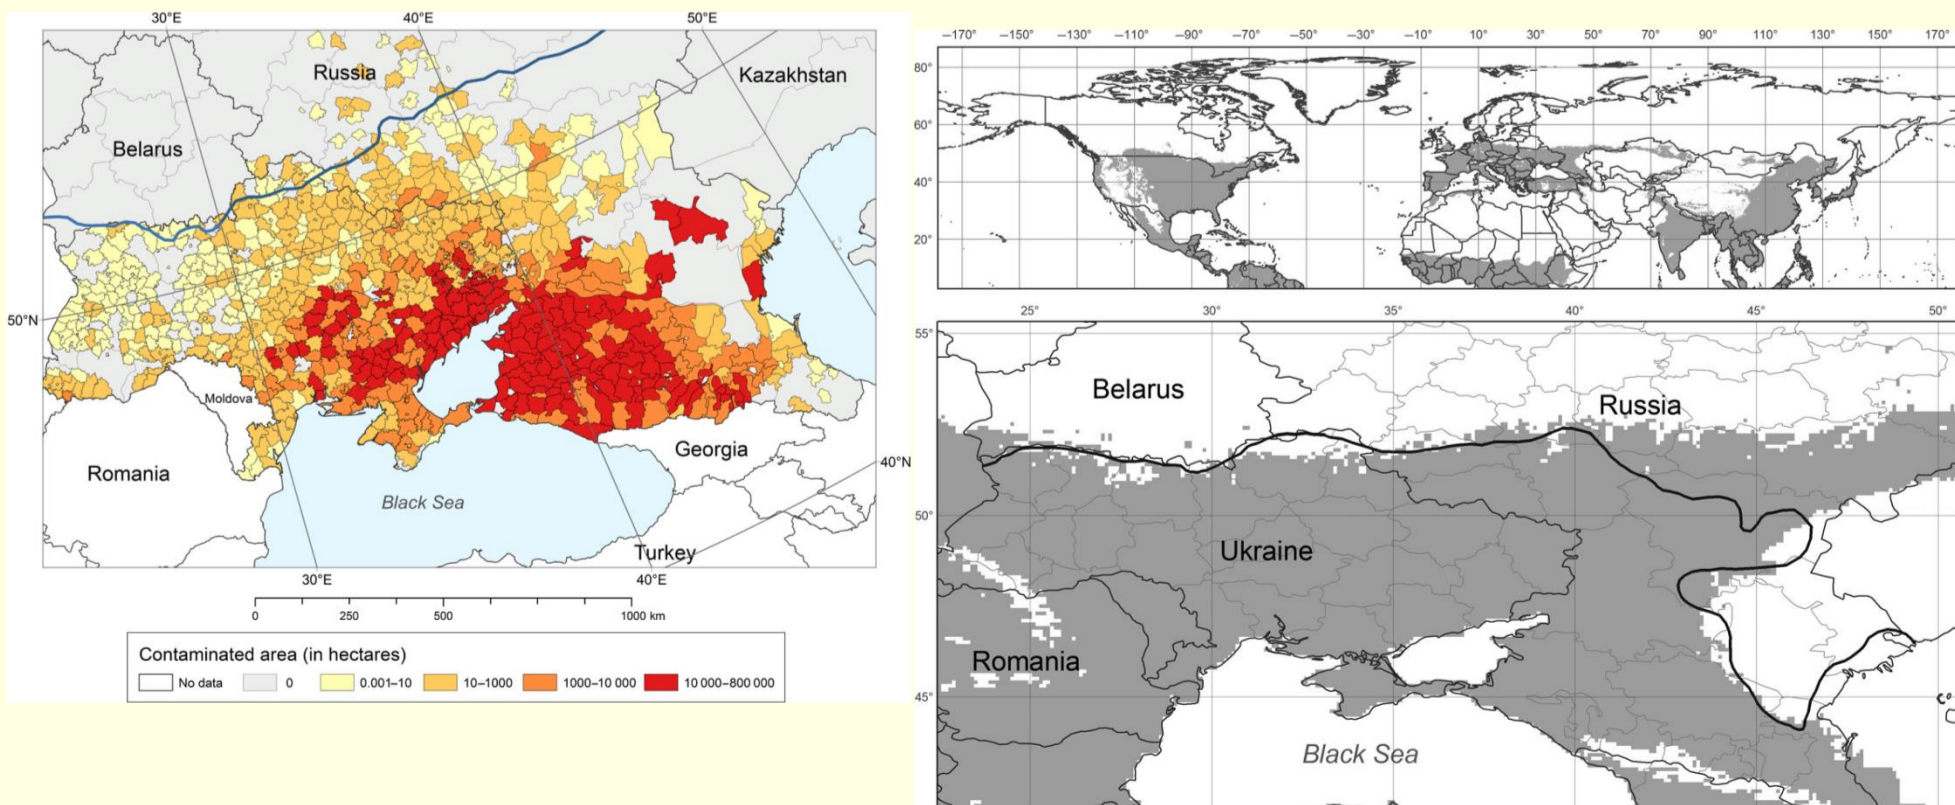 30°E 40°E 50°E
Russia
Kazakhstan
Belarus
50°N
Moldova
Romania
Georgia
40°N
Black Sea
Turkey
30°E 40°E
0 250 500 1000 km
Contaminated area (in hectares)
No data 0 0.001–10 10–1000 1000–10 000 10 000–800 000
–170° –150° –130° –110° –90° –70° –50° –30° –10° 10° 30° 50° 70° 90° 110° 130° 150° 170°
80°
60°
40°
20°
25° 30° 35° 40° 45° 50°
55°
Belarus
Russia
50°
Ukraine
Romania
45°
Black Sea